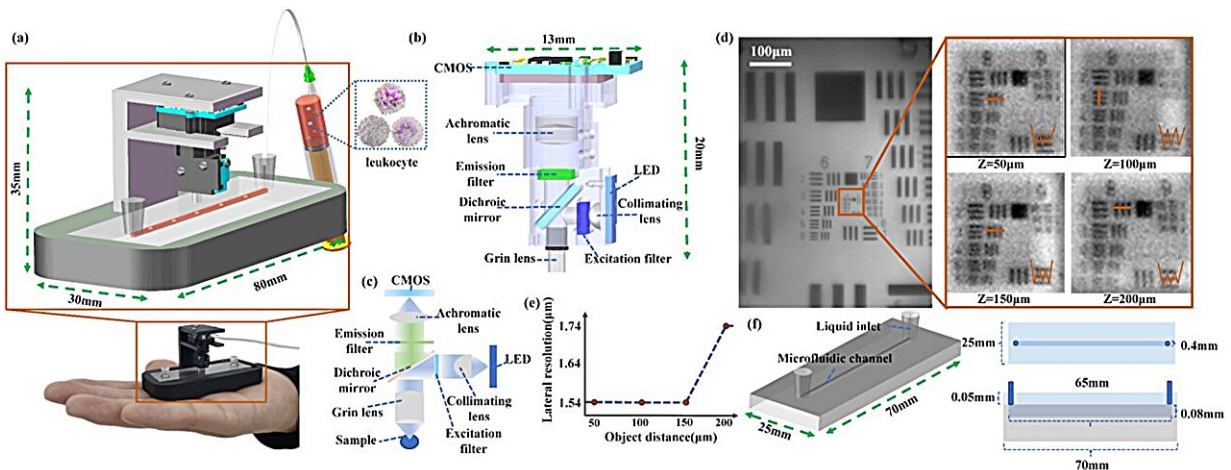 (a)
35mm
30mm
80mm
leukocyte
(b)
13mm
CMOS
Achromatic
lens
Emission
filter
Dichroic
mirror
Grin lens
LED
Collimating
lens
Excitation filter
20mm
(c)
CMOS
Achromatic
lens
Emission
filter
Dichroic
mirror
Grin lens
Sample
LED
Collimating
lens
Excitation
filter
(d)
100μm
6
7
Z=50μm
Z=100μm
Z=150μm
Z=200μm
(e)
Lateral resolution(μm)
1.74
1.64
1.54
50
100
150
200
Object distance(μm)
(f)
Liquid inlet
Microfluidic channel
25mm
70mm
25mm
0.4mm
65mm
0.05mm
0.08mm
70mm